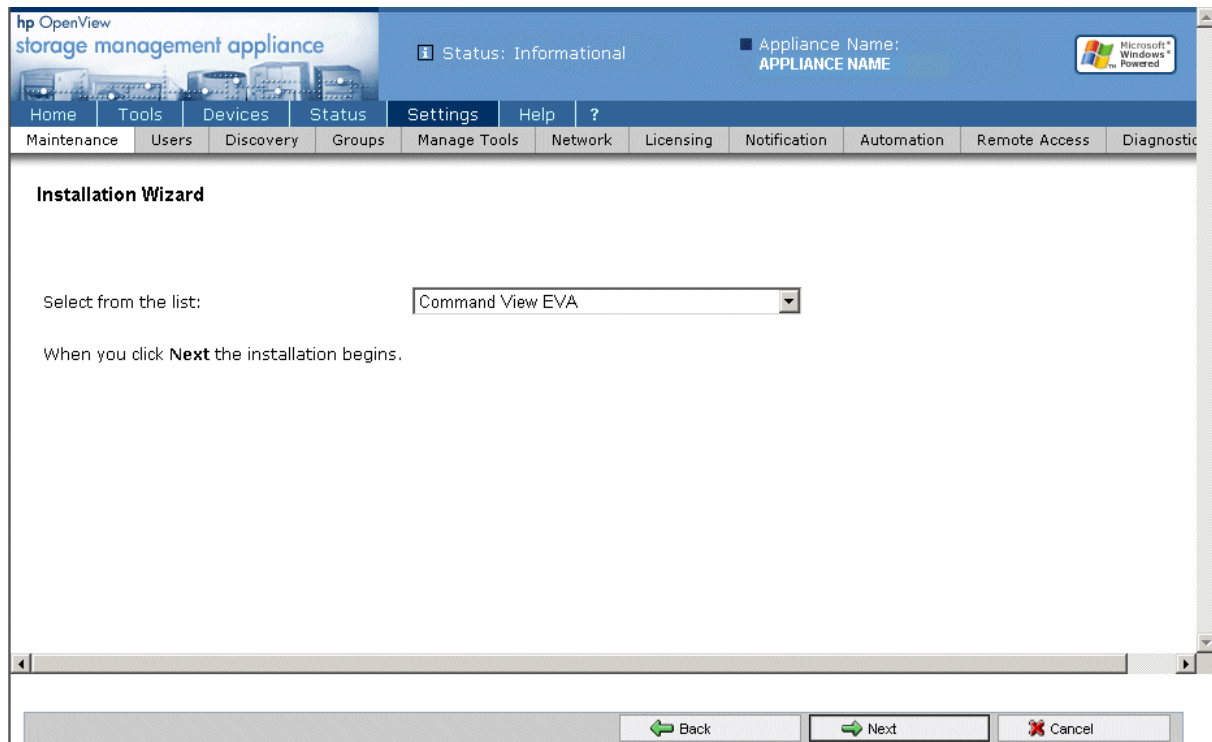 hp OpenView
storage management appliance
Status: Informational
Appliance Name:
APPLIANCE NAME
Microsoft®
Windows®
TM Powered
Home Tools Devices Status Settings Help ?
Maintenance Users Discovery Groups Manage Tools Network Licensing Notification Automation Remote Access Diagnostic
Installation Wizard
Select from the list: Command View EVA
When you click Next the installation begins.
Back Next Cancel